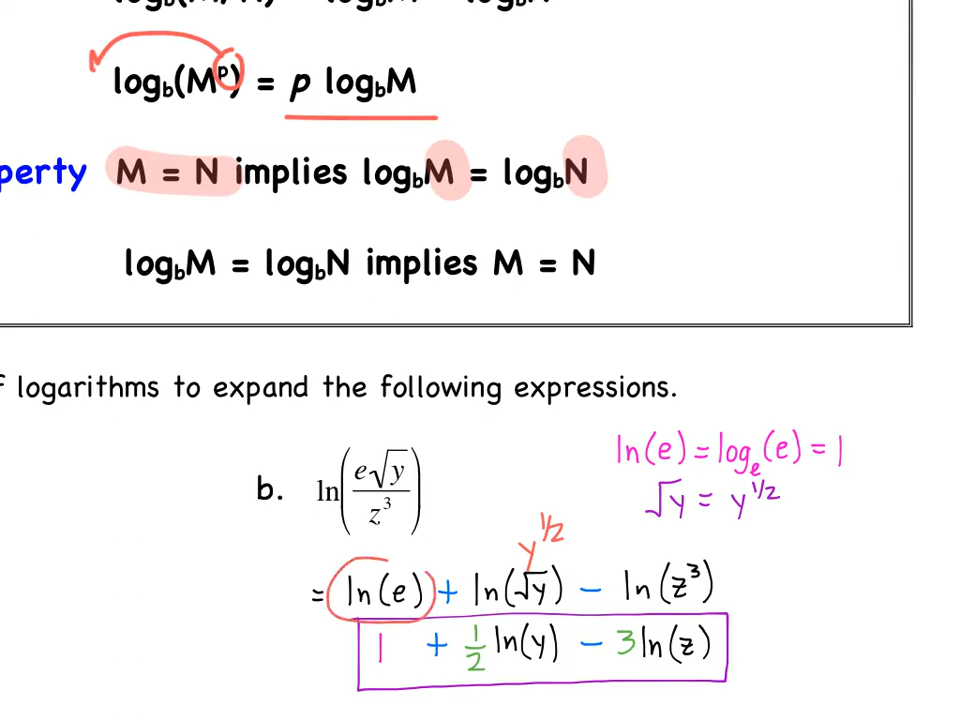 log_b(M^p) = p log_bM
perty M = N implies log_bM = log_bN
log_bM = log_bN implies M = N
logarithms to expand the following expressions.
b. ln(e√y / z^3)
ln(e) = log_e(e) = 1
√y = y^1/2
y^1/2
= ln(e) + ln(√y) − ln(z^3)
1 + 1/2 ln(y) − 3ln(z)